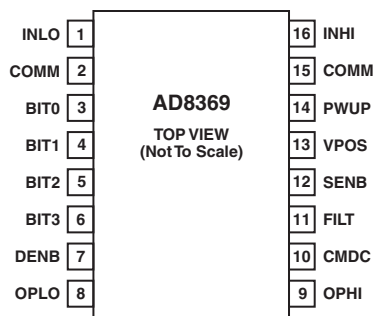 INLO 1
COMM 2
BIT0 3
BIT1 4
BIT2 5
BIT3 6
DENB 7
OPLO 8
AD8369
TOP VIEW
(Not To Scale)
16 INHI
15 COMM
14 PWUP
13 VPOS
12 SENB
11 FILT
10 CMDC
9 OPHI